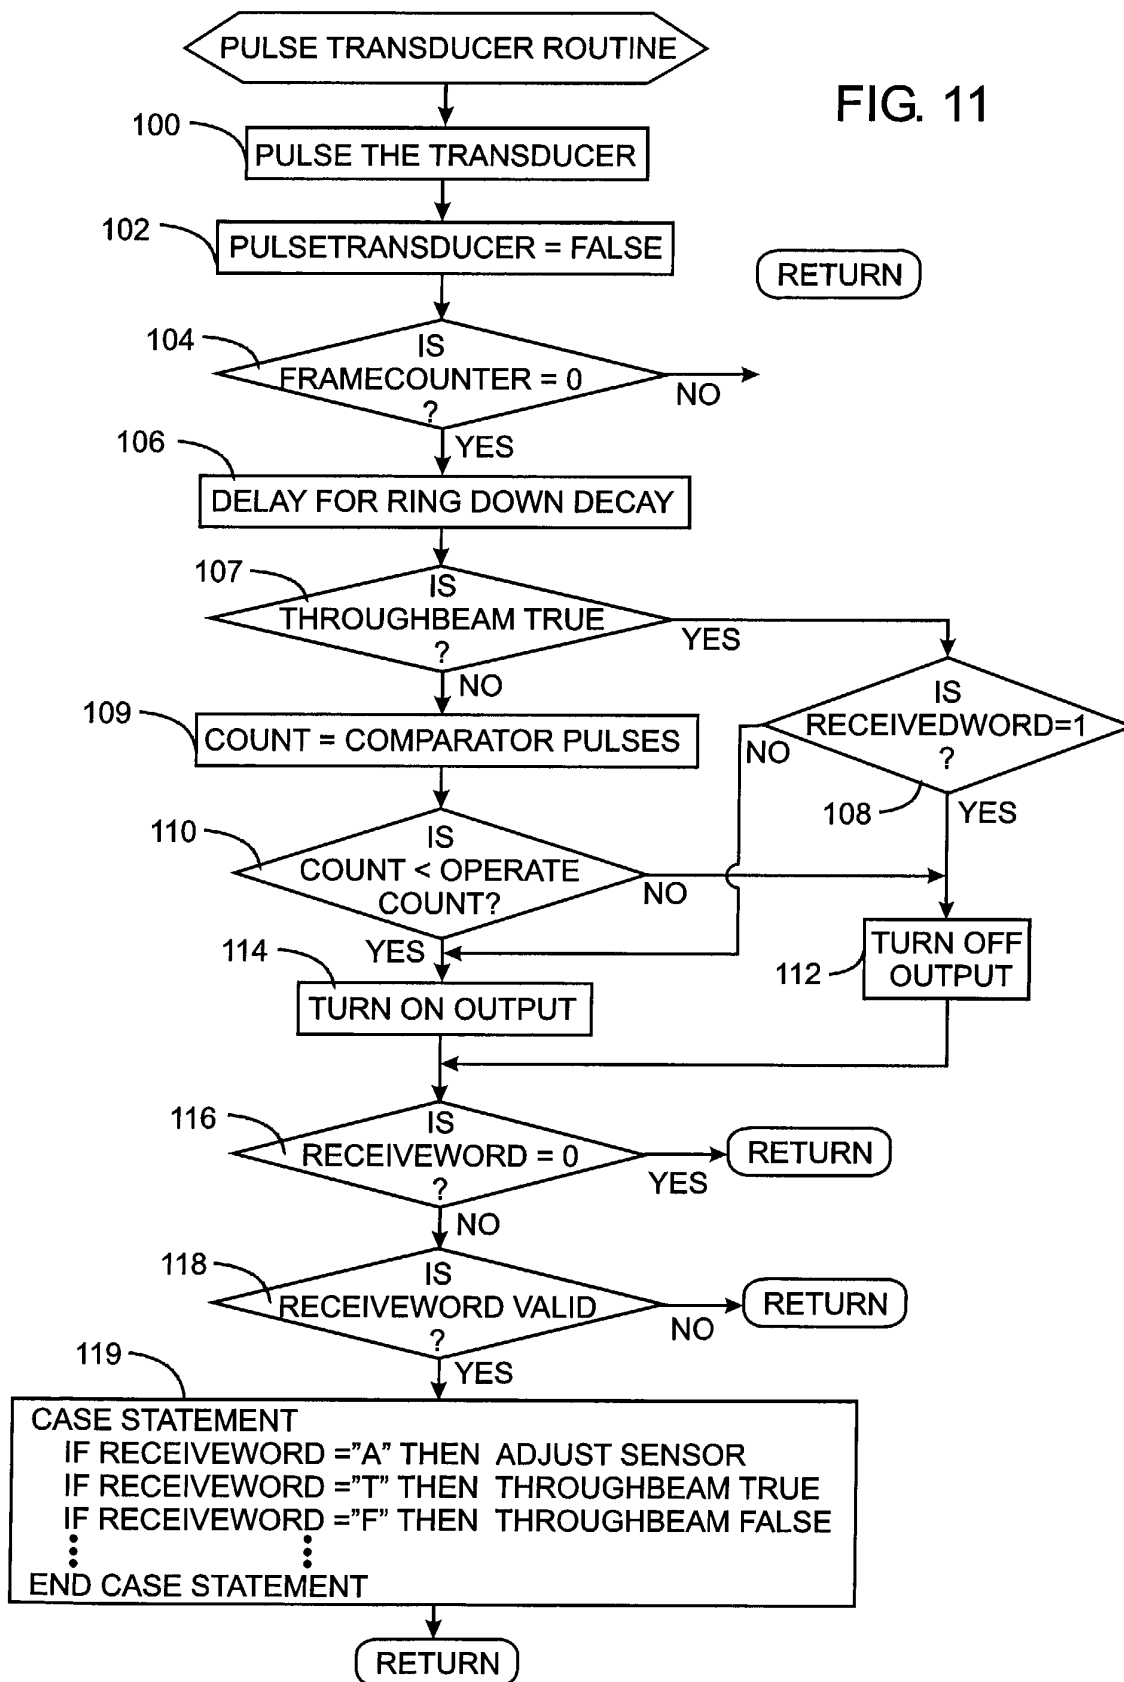 PULSE TRANSDUCER ROUTINE
FIG. 11
100
PULSE THE TRANSDUCER
102
PULSETRANSDUCER = FALSE
RETURN
104
IS
FRAMECOUNTER = 0
?
NO
YES
106
DELAY FOR RING DOWN DECAY
107
IS
THROUGHBEAM TRUE
?
YES
NO
IS
RECEIVEDWORD=1
?
NO
108
YES
109
COUNT = COMPARATOR PULSES
110
IS
COUNT < OPERATE
COUNT?
NO
YES
114
TURN ON OUTPUT
112
TURN OFF
OUTPUT
116
IS
RECEIVEWORD = 0
?
YES
RETURN
NO
118
IS
RECEIVEWORD VALID
?
NO
RETURN
YES
119
CASE STATEMENT
IF RECEIVEWORD ="A" THEN ADJUST SENSOR
IF RECEIVEWORD ="T" THEN THROUGHBEAM TRUE
IF RECEIVEWORD ="F" THEN THROUGHBEAM FALSE
END CASE STATEMENT
RETURN